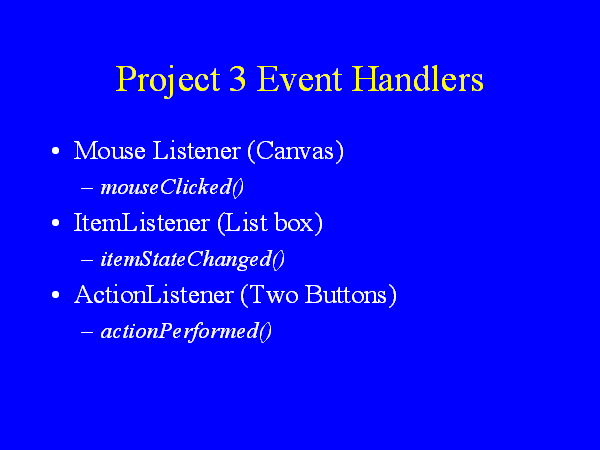 Project 3 Event Handlers
• Mouse Listener (Canvas)
– mouseClicked()
• ItemListener (List box)
– itemStateChanged()
• ActionListener (Two Buttons)
– actionPerformed()